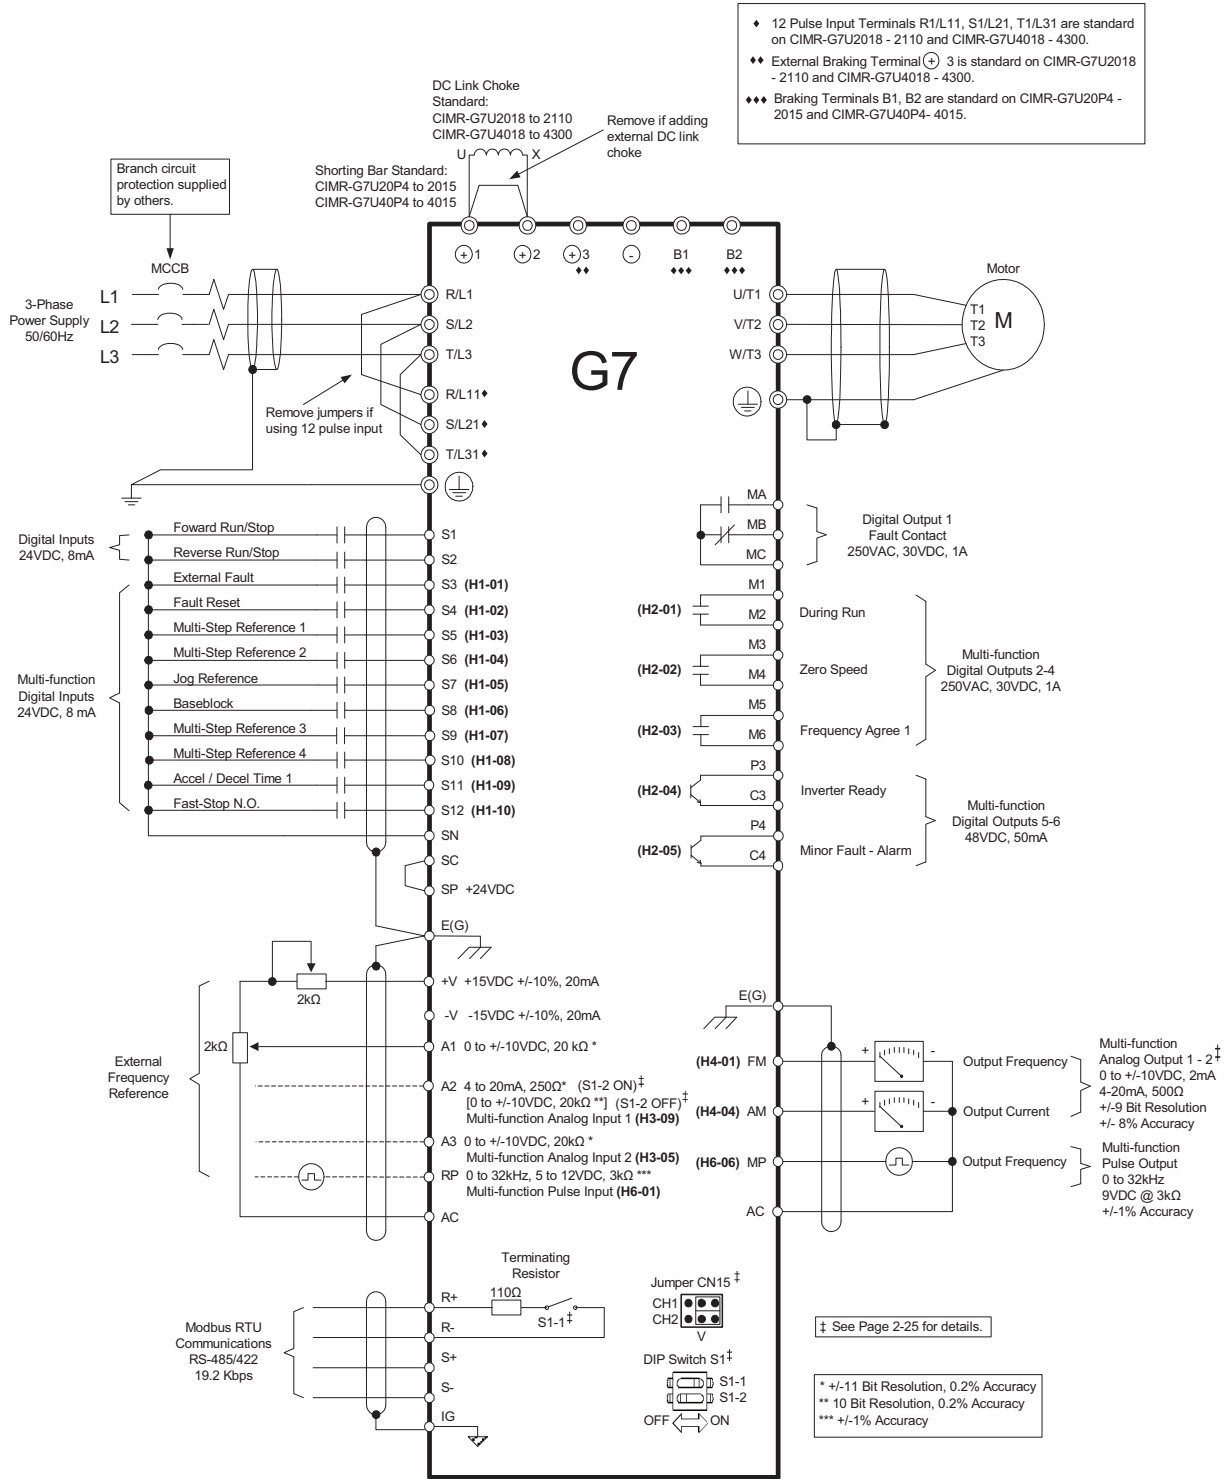 ♦ 12 Pulse Input Terminals R1/L11, S1/L21, T1/L31 are standard
on CIMR-G7U2018 - 2110 and CIMR-G7U4018 - 4300.
♦♦ External Braking Terminal + 3 is standard on CIMR-G7U2018
- 2110 and CIMR-G7U4018 - 4300.
♦♦♦ Braking Terminals B1, B2 are standard on CIMR-G7U20P4 -
2015 and CIMR-G7U40P4- 4015.
DC Link Choke
Standard:
CIMR-G7U2018 to 2110
CIMR-G7U4018 to 4300
Remove if adding
external DC link
choke
U X
Shorting Bar Standard:
CIMR-G7U20P4 to 2015
CIMR-G7U40P4 to 4015
Branch circuit
protection supplied
by others.
MCCB
3-Phase
Power Supply
50/60Hz
L1
L2
L3
+ 1
+ 2
+ 3
♦♦
-
B1
♦♦♦
B2
♦♦♦
R/L1
S/L2
T/L3
R/L11♦
S/L21♦
T/L31♦
Remove jumpers if
using 12 pulse input
G7
U/T1
V/T2
W/T3
Motor
T1
T2
T3
M
Digital Inputs
24VDC, 8mA
Foward Run/Stop
S1
Reverse Run/Stop
S2
Multi-function
Digital Inputs
24VDC, 8 mA
External Fault
S3 (H1-01)
Fault Reset
S4 (H1-02)
Multi-Step Reference 1
S5 (H1-03)
Multi-Step Reference 2
S6 (H1-04)
Jog Reference
S7 (H1-05)
Baseblock
S8 (H1-06)
Multi-Step Reference 3
S9 (H1-07)
Multi-Step Reference 4
S10 (H1-08)
Accel / Decel Time 1
S11 (H1-09)
Fast-Stop N.O.
S12 (H1-10)
SN
SC
SP +24VDC
E(G)
MA
MB
MC
Digital Output 1
Fault Contact
250VAC, 30VDC, 1A
M1
(H2-01)
M2
During Run
M3
(H2-02)
M4
Zero Speed
M5
(H2-03)
M6
Frequency Agree 1
Multi-function
Digital Outputs 2-4
250VAC, 30VDC, 1A
P3
(H2-04)
C3
Inverter Ready
P4
(H2-05)
C4
Minor Fault - Alarm
Multi-function
Digital Outputs 5-6
48VDC, 50mA
External
Frequency
Reference
2kΩ
2kΩ
+V +15VDC +/-10%, 20mA
-V -15VDC +/-10%, 20mA
A1 0 to +/-10VDC, 20 kΩ *
A2 4 to 20mA, 250Ω* (S1-2 ON)‡
[0 to +/-10VDC, 20kΩ **] (S1-2 OFF)‡
Multi-function Analog Input 1 (H3-09)
A3 0 to +/-10VDC, 20kΩ *
Multi-function Analog Input 2 (H3-05)
RP 0 to 32kHz, 5 to 12VDC, 3kΩ ***
Multi-function Pulse Input (H6-01)
AC
E(G)
(H4-01) FM
+ -
Output Frequency
(H4-04) AM
+ -
Output Current
Multi-function
Analog Output 1 - 2‡
0 to +/-10VDC, 2mA
4-20mA, 500Ω
+/-9 Bit Resolution
+/- 8% Accuracy
(H6-06) MP
Output Frequency
Multi-function
Pulse Output
0 to 32kHz
9VDC @ 3kΩ
+/-1% Accuracy
AC
Modbus RTU
Communications
RS-485/422
19.2 Kbps
R+
R-
S+
S-
IG
Terminating
Resistor
110Ω
S1-1‡
Jumper CN15 ‡
CH1
CH2
V
DIP Switch S1‡
S1-1
S1-2
OFF ON
‡ See Page 2-25 for details.
* +/-11 Bit Resolution, 0.2% Accuracy
** 10 Bit Resolution, 0.2% Accuracy
*** +/-1% Accuracy